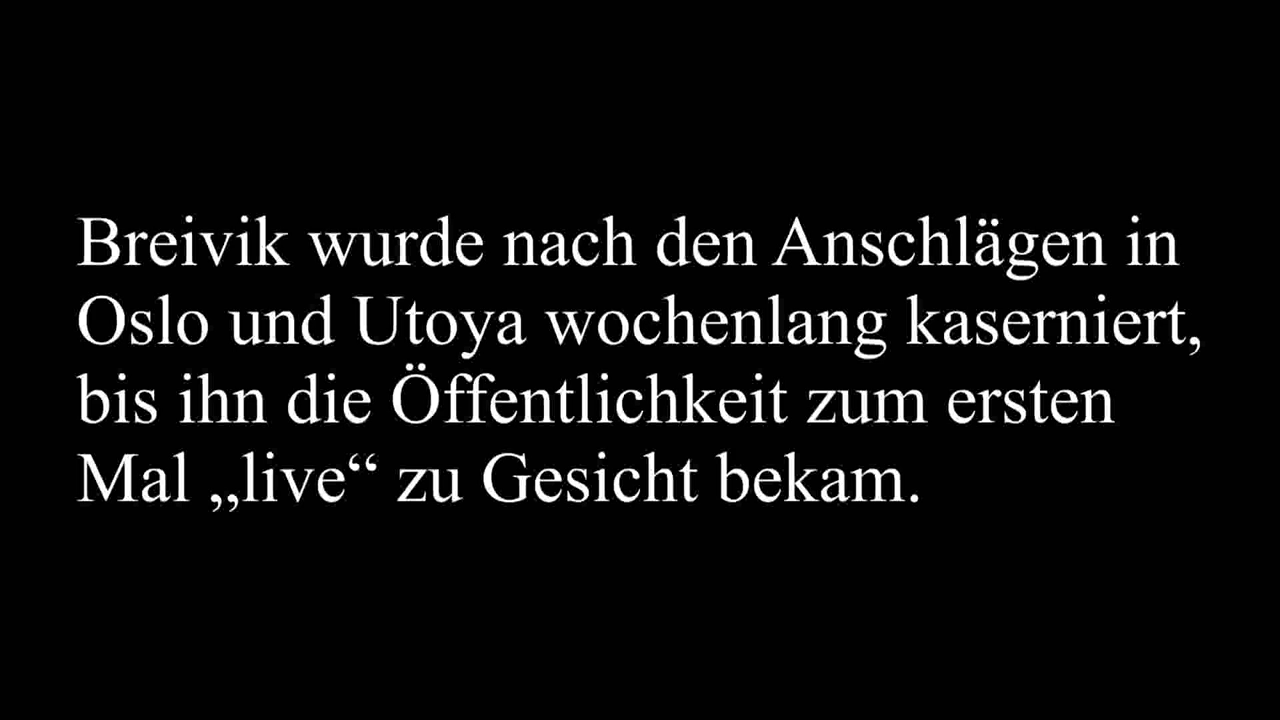 Breivik wurde nach den Anschlägen in
Oslo und Utoya wochenlang kaserniert,
bis ihn die Öffentlichkeit zum ersten
Mal „live“ zu Gesicht bekam.